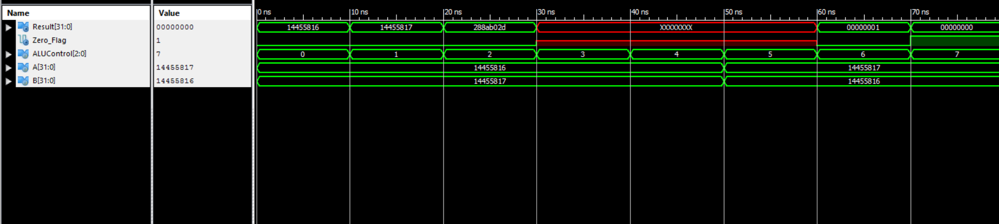 Name Value 0 ns 10 ns 20 ns 30 ns 40 ns 50 ns 60 ns 70 ns
Result[31:0] 00000000 14455816 14455817 288ab02d XXXXXXXX 00000001 00000000
Zero_Flag 1
ALUControl[2:0] 7 0 1 2 3 4 5 6 7
A[31:0] 14455817 14455816 14455817
B[31:0] 14455816 14455817 14455816